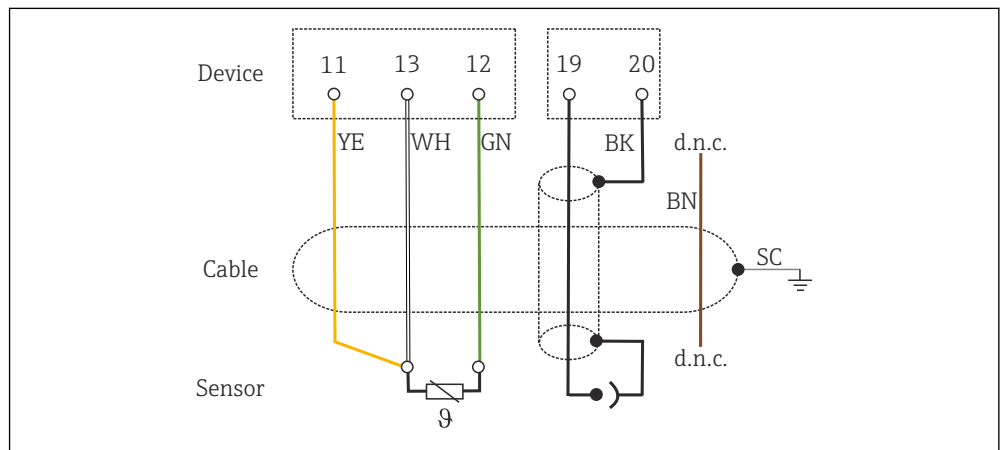 Device 11 13 12 19 20
YE WH GN BK d.n.c.
BN
SC
Cable
d.n.c.
Sensor
ϑ